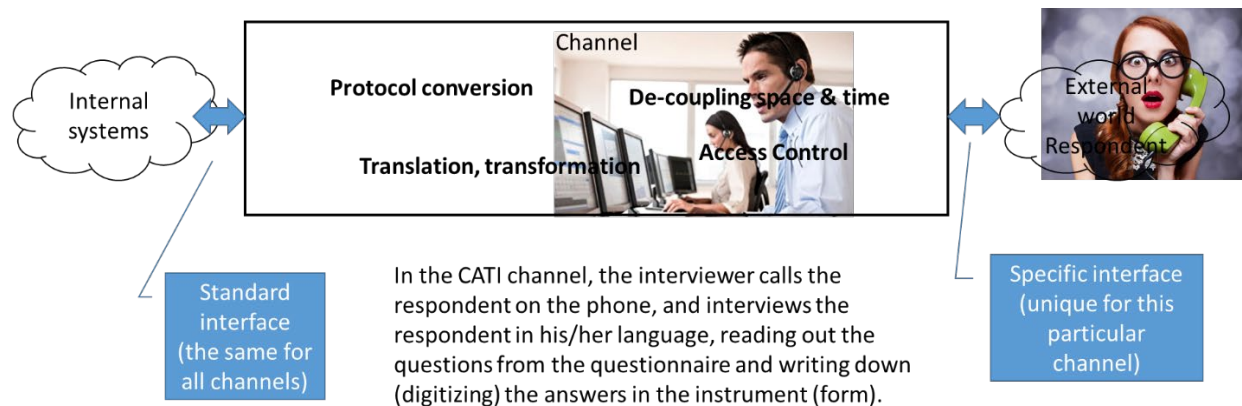 Channel
Internal
systems
Protocol conversion
De-coupling space & time
Translation, transformation
Access Control
External
world
Respondent
Standard
interface
(the same for
all channels)
In the CATI channel, the interviewer calls the
respondent on the phone, and interviews the
respondent in his/her language, reading out the
questions from the questionnaire and writing down
(digitizing) the answers in the instrument (form).
Specific interface
(unique for this
particular
channel)